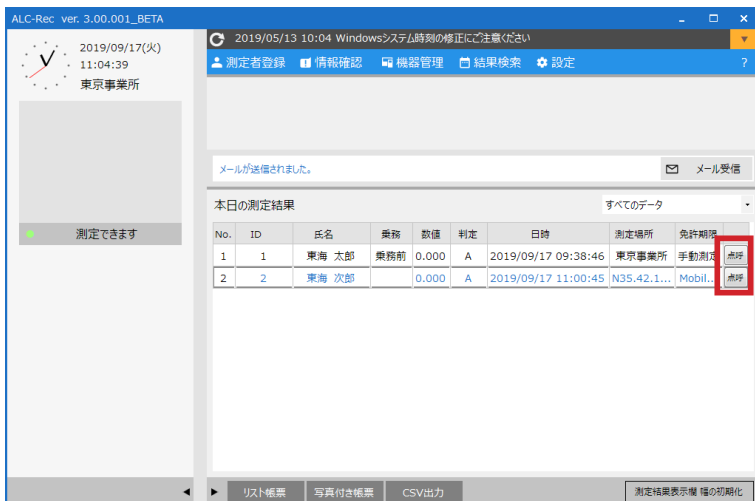 ALC-Rec ver. 3.00.001_BETA
2019/09/17(火)
11:04:39
東京事業所
測定できます
2019/05/13 10:04 Windowsシステム時刻の修正にご注意ください
測定者登録 情報確認 機器管理 結果検索 設定 ?
メールが送信されました。 メール受信
本日の測定結果 すべてのデータ
No. ID 氏名 乗務 数値 判定 日時 測定場所 免許期限
1 1 東海 太郎 乗務前 0.000 A 2019/09/17 09:38:46 東京事業所 手動測定 点呼
2 2 東海 次郎 0.000 A 2019/09/17 11:00:45 N35.42.1... Mobil... 点呼
リスト帳票 写真付き帳票 CSV出力 測定結果表示欄 幅の初期化